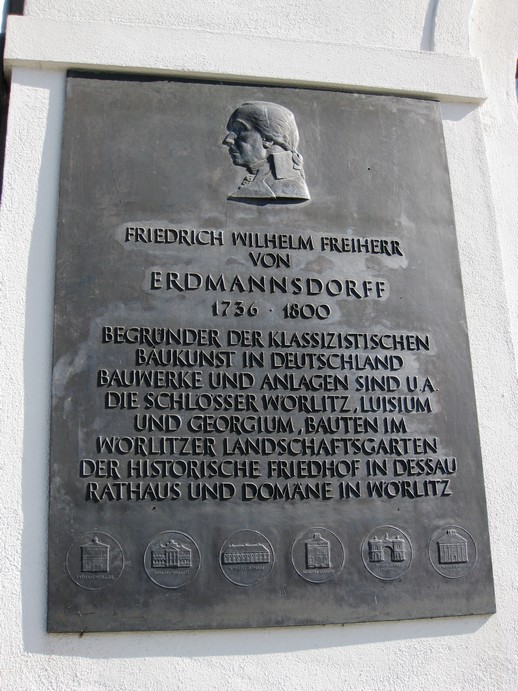 FRIEDRICH WILHELM FREIHERR
VON
ERDMANNSDORFF
1736 · 1800
BEGRÜNDER DER KLASSIZISTISCHEN
BAUKUNST IN DEUTSCHLAND
BAUWERKE UND ANLAGEN SIND U.A.
DIE SCHLOSSER WÖRLITZ, LUISIUM
UND GEORGIUM, BAUTEN IM
WÖRLITZER LANDSCHAFTSGARTEN
DER HISTORISCHE FRIEDHOF IN DESSAU
RATHAUS UND DOMÄNE IN WÖRLITZ